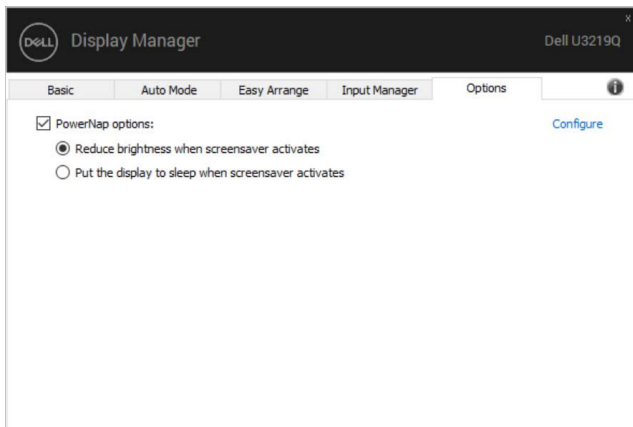 x
DELL Display Manager Dell U3219Q
Basic Auto Mode Easy Arrange Input Manager Options i
PowerNap options: Configure
Reduce brightness when screensaver activates
Put the display to sleep when screensaver activates